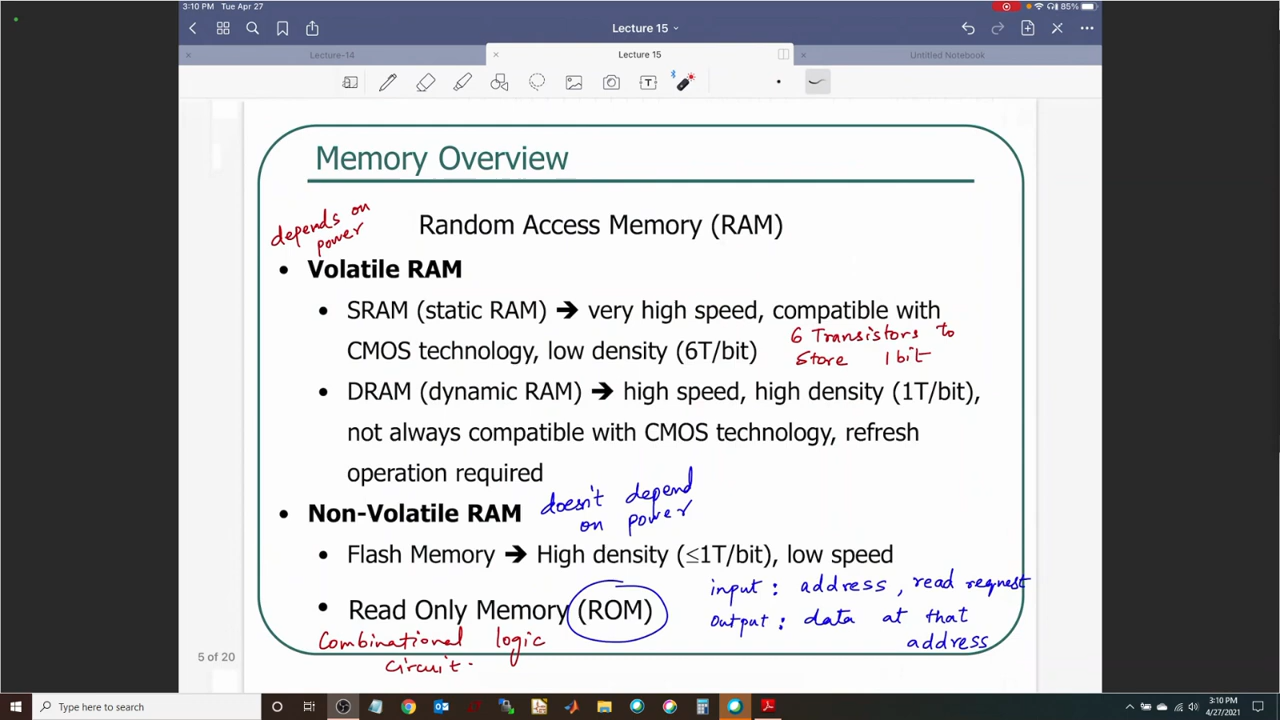 3:10 PM Tue Apr 27
85%
Lecture 15
Lecture-14
Lecture 15
Untitled Notebook
T
Memory Overview
depends on
power
Random Access Memory (RAM)
• Volatile RAM
• SRAM (static RAM) ➔ very high speed, compatible with
CMOS technology, low density (6T/bit)
6 Transistors to
store 1 bit
• DRAM (dynamic RAM) ➔ high speed, high density (1T/bit),
not always compatible with CMOS technology, refresh
operation required
• Non-Volatile RAM
doesn't depend
on power
• Flash Memory ➔ High density (≤1T/bit), low speed
• Read Only Memory (ROM)
input : address , read request
Output : data at that
address
Combinational logic
circuit.
5 of 20
Type here to search
3:10 PM
4/27/2021